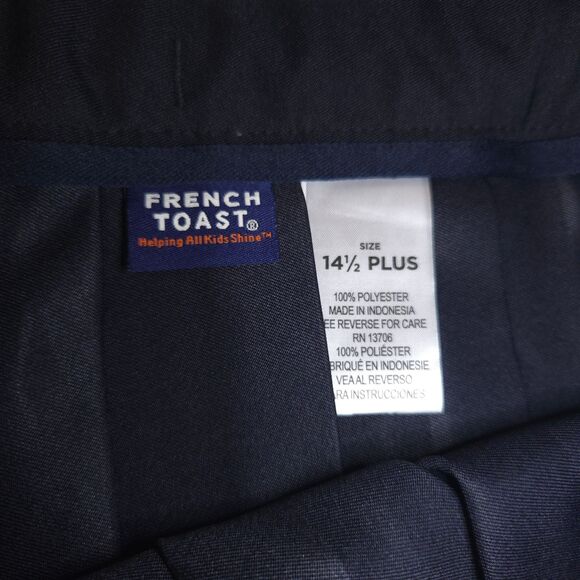 FRENCH
TOAST®
Helping All Kids Shine™
SIZE
14½ PLUS
100% POLYESTER
MADE IN INDONESIA
EE REVERSE FOR CARE
RN 13706
100% POLIÉSTER
BRIQUÉ EN INDONESIE
VEA AL REVERSO
RA INSTRUCCIONES